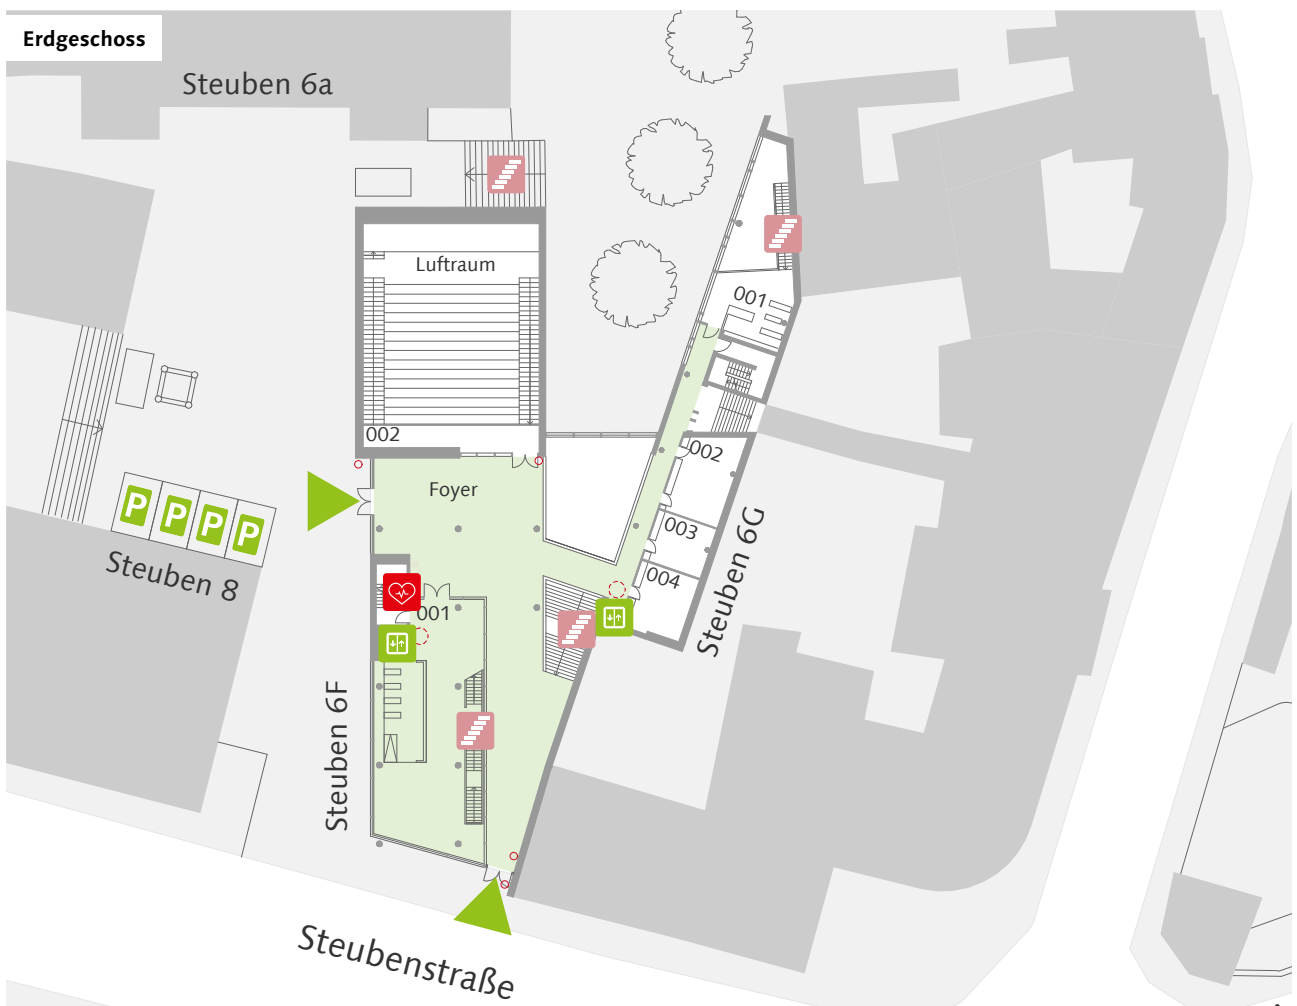 Erdgeschoss
Steuben 6a
Luftraum
001
002
002
Foyer
P P P P
003
Steuben 6G
Steuben 8
004
001
Steuben 6F
Steubenstraße